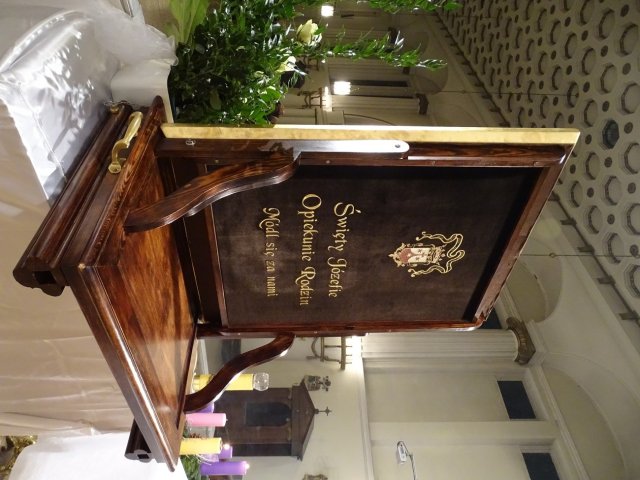 Święty Józefie
Opiekunie Rodzin
Módl się za nami